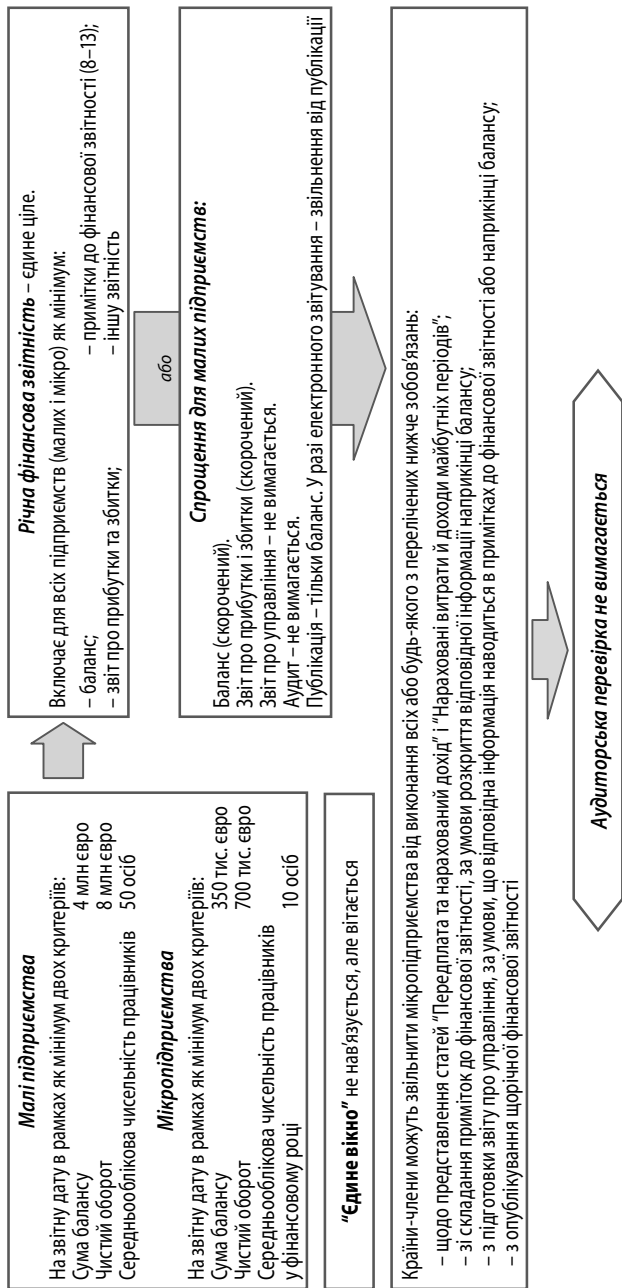 Малі підприємства
На звітну дату в рамках як мінімум двох критеріїв:
Сума балансу 4 млн євро
Чистий оборот 8 млн євро
Середньооблікова чисельність працівників 50 осіб
Мікропідприємства
На звітну дату в рамках як мінімум двох критеріїв:
Сума балансу 350 тис. євро
Чистий оборот 700 тис. євро
Середньооблікова чисельність працівників
у фінансовому році 10 осіб
"Єдине вікно" не нав'язується, але вітається
Річна фінансова звітність – єдине ціле.
Включає для всіх підприємств (малих і мікро) як мінімум:
– баланс;
– звіт про прибутки та збитки;
– примітки до фінансової звітності (8–13);
– іншу звітність
або
Спрощення для малих підприємств:
Баланс (скорочений).
Звіт про прибутки і збитки (скорочений).
Звіт про управління – не вимагається.
Аудит – не вимагається.
Публікація – тільки баланс. У разі електронного звітування – звільнення від публікації
Країни-члени можуть звільнити мікропідприємства від виконання всіх або будь-якого з перелічених нижче зобов'язань:
– щодо представлення статей "Передплата та нарахований дохід" і "Нараховані витрати й доходи майбутніх періодів";
– зі складання приміток до фінансової звітності, за умови розкриття відповідної інформації наприкінці балансу;
– з підготовки звіту про управління, за умови, що відповідна інформація наводиться в примітках до фінансової звітності або наприкінці балансу;
– з опублікування щорічної фінансової звітності
Аудиторська перевірка не вимагається